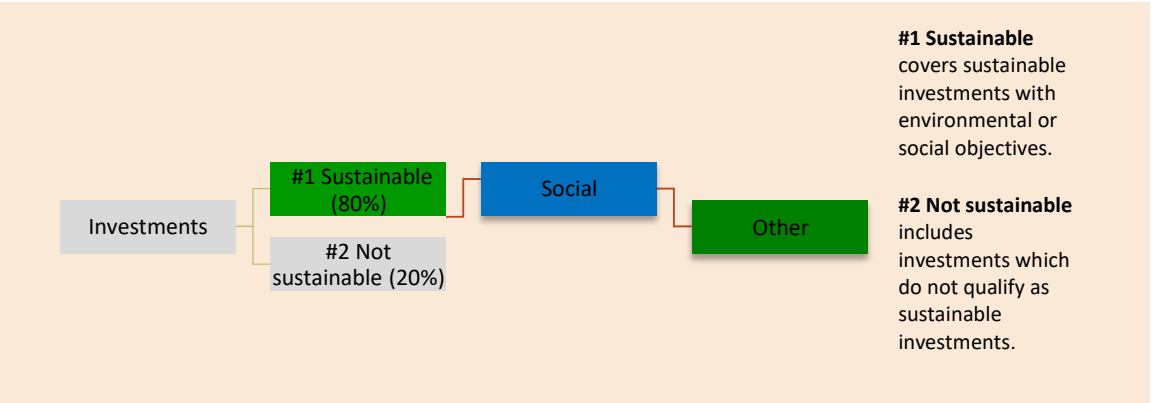 Investments
#1 Sustainable
(80%)
#2 Not
sustainable (20%)
Social
Other
#1 Sustainable
covers sustainable
investments with
environmental or
social objectives.
#2 Not sustainable
includes
investments which
do not qualify as
sustainable
investments.